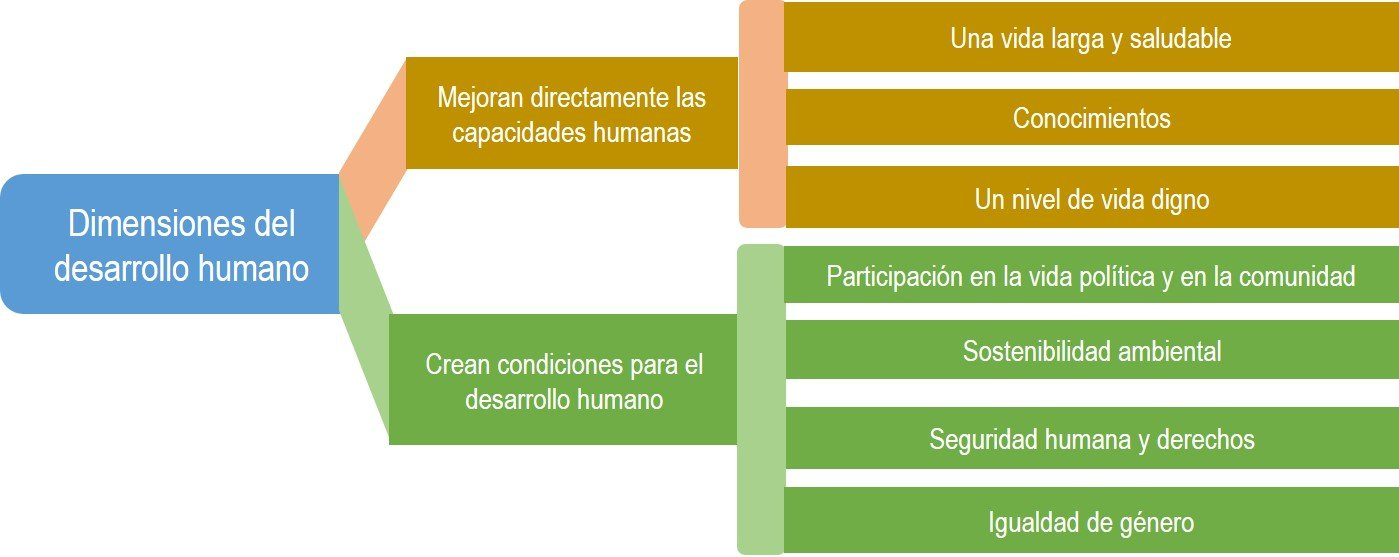 Dimensiones del
desarrollo humano
Mejoran directamente las
capacidades humanas
Una vida larga y saludable
Conocimientos
Un nivel de vida digno
Crean condiciones para el
desarrollo humano
Participación en la vida política y en la comunidad
Sostenibilidad ambiental
Seguridad humana y derechos
Igualdad de género